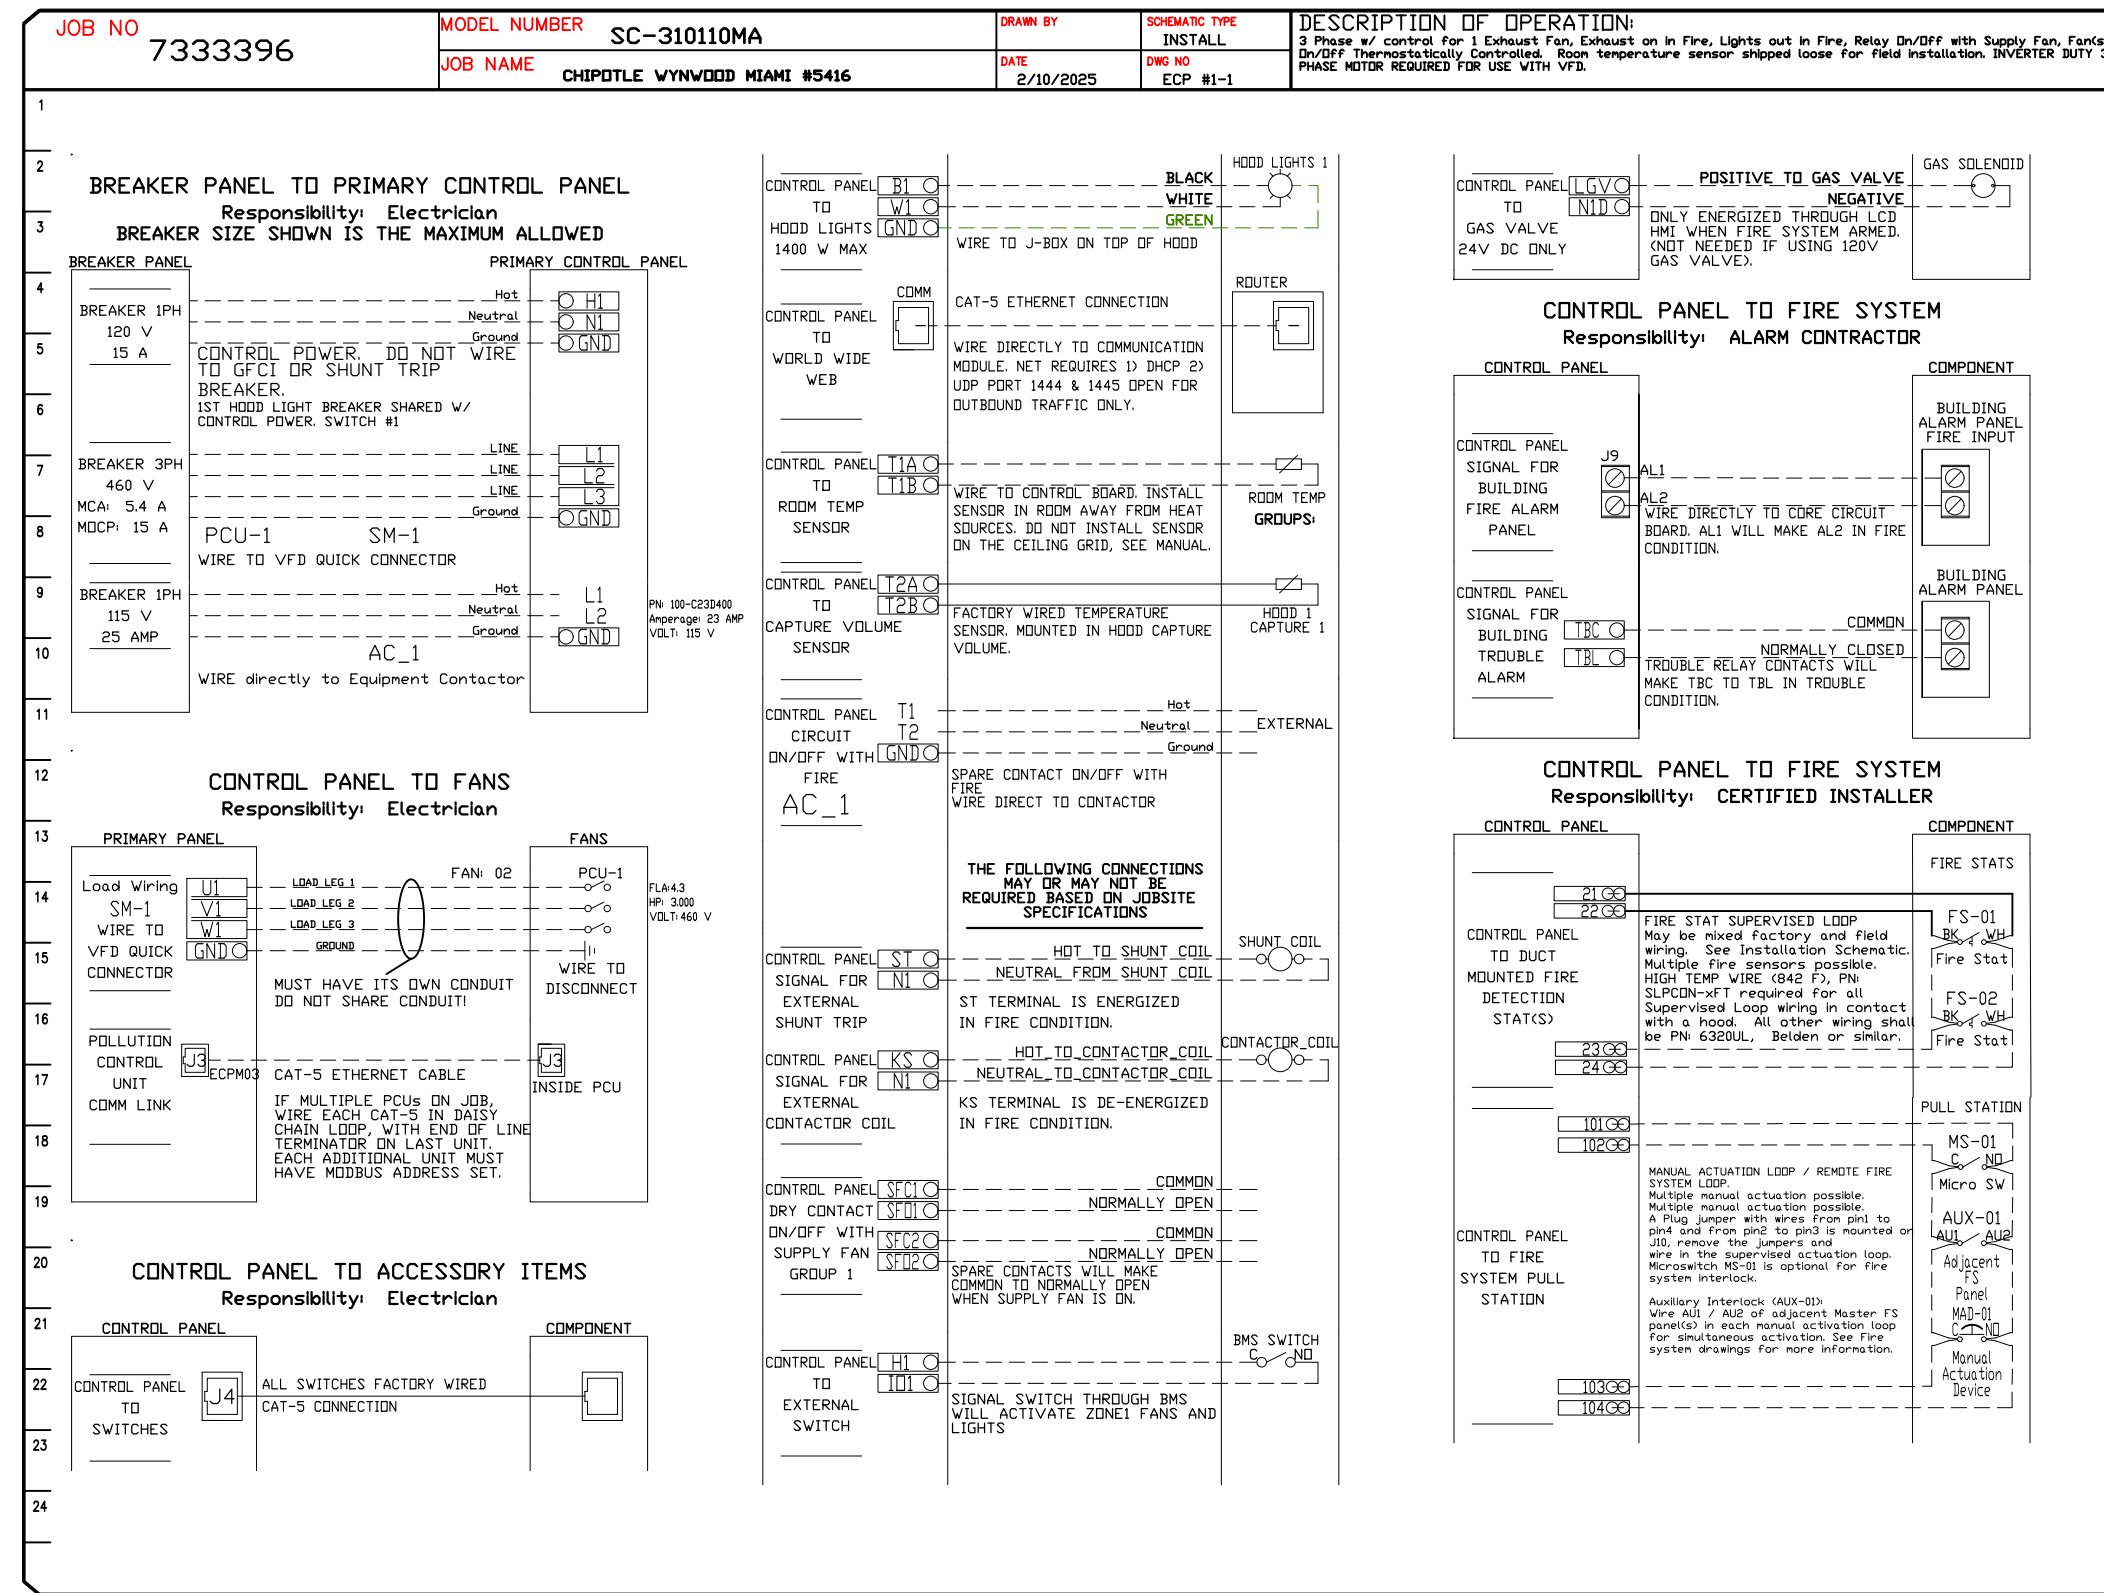 JOB NO
7333396
MODEL NUMBER
SC-310110MA
JOB NAME
CHIPOTLE WYNWOOD MIAMI #5416
DRAWN BY
DATE
2/10/2025
SCHEMATIC TYPE
INSTALL
DWG NO
ECP #1-1
DESCRIPTION OF OPERATION:
3 Phase w/ control for 1 Exhaust Fan, Exhaust on in Fire, Lights out in Fire, Relay On/Off with Supply Fan, Fan(s
On/Off Thermostatically Controlled. Room temperature sensor shipped loose for field installation. INVERTER DUTY 3
PHASE MOTOR REQUIRED FOR USE WITH VFD.
1
2
3
4
5
6
7
8
9
10
11
12
13
14
15
16
17
18
19
20
21
22
23
24
BREAKER PANEL TO PRIMARY CONTROL PANEL
Responsibility: Electrician
BREAKER SIZE SHOWN IS THE MAXIMUM ALLOWED
BREAKER PANEL
PRIMARY CONTROL PANEL
BREAKER 1PH
120 V
15 A
Hot
H1
Neutral
N1
Ground
GND
CONTROL POWER. DO NOT WIRE
TO GFCI OR SHUNT TRIP
BREAKER.
1ST HOOD LIGHT BREAKER SHARED W/
CONTROL POWER. SWITCH #1
BREAKER 3PH
460 V
MCA: 5.4 A
MOCP: 15 A
LINE
L1
LINE
L2
LINE
L3
Ground
GND
PCU-1
SM-1
WIRE TO VFD QUICK CONNECTOR
BREAKER 1PH
115 V
25 AMP
Hot
L1
Neutral
L2
Ground
GND
PN: 100-C23D400
Amperage: 23 AMP
VOLT: 115 V
AC_1
WIRE directly to Equipment Contactor
CONTROL PANEL TO FANS
Responsibility: Electrician
PRIMARY PANEL
FANS
Load Wiring
SM-1
WIRE TO
VFD QUICK
CONNECTOR
U1
V1
W1
GND
LOAD LEG 1
LOAD LEG 2
LOAD LEG 3
GROUND
FAN: 02
PCU-1
FLA:4.3
HP: 3.000
VOLT: 460 V
WIRE TO
DISCONNECT
MUST HAVE ITS OWN CONDUIT
DO NOT SHARE CONDUIT!
POLLUTION
CONTROL
UNIT
COMM LINK
J3
ECPM03
J3
INSIDE PCU
CAT-5 ETHERNET CABLE
IF MULTIPLE PCUs ON JOB,
WIRE EACH CAT-5 IN DAISY
CHAIN LOOP, WITH END OF LINE
TERMINATOR ON LAST UNIT.
EACH ADDITIONAL UNIT MUST
HAVE MODBUS ADDRESS SET.
CONTROL PANEL TO ACCESSORY ITEMS
Responsibility: Electrician
CONTROL PANEL
COMPONENT
CONTROL PANEL
TO
SWITCHES
J4
ALL SWITCHES FACTORY WIRED
CAT-5 CONNECTION
CONTROL PANEL
TO
HOOD LIGHTS
1400 W MAX
B1
W1
GND
BLACK
WHITE
GREEN
HOOD LIGHTS 1
WIRE TO J-BOX ON TOP OF HOOD
CONTROL PANEL
TO
WORLD WIDE
WEB
COMM
ROUTER
CAT-5 ETHERNET CONNECTION
WIRE DIRECTLY TO COMMUNICATION
MODULE. NET REQUIRES 1) DHCP 2)
UDP PORT 1444 & 1445 OPEN FOR
OUTBOUND TRAFFIC ONLY.
CONTROL PANEL
TO
ROOM TEMP
SENSOR
T1A
T1B
WIRE TO CONTROL BOARD. INSTALL
SENSOR IN ROOM AWAY FROM HEAT
SOURCES. DO NOT INSTALL SENSOR
ON THE CEILING GRID, SEE MANUAL.
ROOM TEMP
GROUPS:
CONTROL PANEL
TO
CAPTURE VOLUME
SENSOR
T2A
T2B
FACTORY WIRED TEMPERATURE
SENSOR. MOUNTED IN HOOD CAPTURE
VOLUME.
HOOD 1
CAPTURE 1
CONTROL PANEL
CIRCUIT
ON/OFF WITH
FIRE
AC_1
T1
T2
GND
Hot
Neutral
Ground
EXTERNAL
SPARE CONTACT ON/OFF WITH
FIRE
WIRE DIRECT TO CONTACTOR
THE FOLLOWING CONNECTIONS
MAY OR MAY NOT BE
REQUIRED BASED ON JOBSITE
SPECIFICATIONS
CONTROL PANEL
SIGNAL FOR
EXTERNAL
SHUNT TRIP
ST
N1
HOT TO SHUNT COIL
NEUTRAL FROM SHUNT COIL
SHUNT COIL
ST TERMINAL IS ENERGIZED
IN FIRE CONDITION.
CONTROL PANEL
SIGNAL FOR
EXTERNAL
CONTACTOR COIL
KS
N1
HOT TO CONTACTOR COIL
NEUTRAL TO CONTACTOR COIL
CONTACTOR COIL
KS TERMINAL IS DE-ENERGIZED
IN FIRE CONDITION.
CONTROL PANEL
DRY CONTACT
ON/OFF WITH
SUPPLY FAN
GROUP 1
SFC1
SFO1
SFC2
SFO2
COMMON
NORMALLY OPEN
COMMON
NORMALLY OPEN
SPARE CONTACTS WILL MAKE
COMMON TO NORMALLY OPEN
WHEN SUPPLY FAN IS ON.
CONTROL PANEL
TO
EXTERNAL
SWITCH
H1
IO1
BMS SWITCH
C
NO
SIGNAL SWITCH THROUGH BMS
WILL ACTIVATE ZONE1 FANS AND
LIGHTS
CONTROL PANEL
TO
GAS VALVE
24V DC ONLY
LGV
N1D
POSITIVE TO GAS VALVE
NEGATIVE
GAS SOLENOID
ONLY ENERGIZED THROUGH LCD
HMI WHEN FIRE SYSTEM ARMED.
(NOT NEEDED IF USING 120V
GAS VALVE).
CONTROL PANEL TO FIRE SYSTEM
Responsibility: ALARM CONTRACTOR
CONTROL PANEL
COMPONENT
CONTROL PANEL
SIGNAL FOR
BUILDING
FIRE ALARM
PANEL
J9
AL1
AL2
BUILDING
ALARM PANEL
FIRE INPUT
WIRE DIRECTLY TO CORE CIRCUIT
BOARD. AL1 WILL MAKE AL2 IN FIRE
CONDITION.
CONTROL PANEL
SIGNAL FOR
BUILDING
TROUBLE
ALARM
TBC
TBL
COMMON
NORMALLY CLOSED
BUILDING
ALARM PANEL
TROUBLE RELAY CONTACTS WILL
MAKE TBC TO TBL IN TROUBLE
CONDITION.
CONTROL PANEL TO FIRE SYSTEM
Responsibility: CERTIFIED INSTALLER
CONTROL PANEL
COMPONENT
FIRE STATS
CONTROL PANEL
TO DUCT
MOUNTED FIRE
DETECTION
STAT(S)
21
22
23
24
FIRE STAT SUPERVISED LOOP
May be mixed factory and field
wiring. See Installation Schematic.
Multiple fire sensors possible.
HIGH TEMP WIRE (842 F), PN:
SLPCON-xFT required for all
Supervised Loop wiring in contact
with a hood. All other wiring shall
be PN: 6320UL, Belden or similar.
FS-01
BK
WH
Fire Stat
FS-02
BK
WH
Fire Stat
PULL STATION
CONTROL PANEL
TO FIRE
SYSTEM PULL
STATION
101
102
103
104
MANUAL ACTUATION LOOP / REMOTE FIRE
SYSTEM LOOP.
Multiple manual actuation possible.
Multiple manual actuation possible.
A Plug jumper with wires from pin1 to
pin4 and from pin2 to pin3 is mounted on
J10, remove the jumpers and
wire in the supervised actuation loop.
Microswitch MS-01 is optional for fire
system interlock.
Auxiliary Interlock (AUX-01):
Wire AU1 / AU2 of adjacent Master FS
panel(s) in each manual activation loop
for simultaneous activation. See Fire
system drawings for more information.
MS-01
C
NO
Micro SW
AUX-01
AU1
AU2
Adjacent
FS
Panel
MAD-01
C
NO
Manual
Actuation
Device